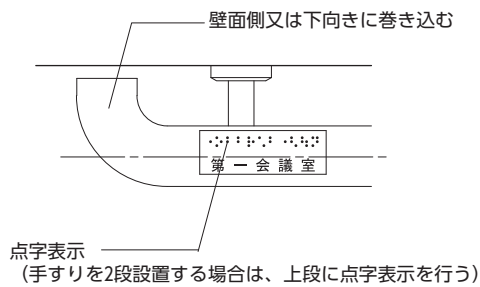 壁面側又は下向きに巻き込む
第一会議室
点字表示
（手すりを2段設置する場合は、上段に点字表示を行う）